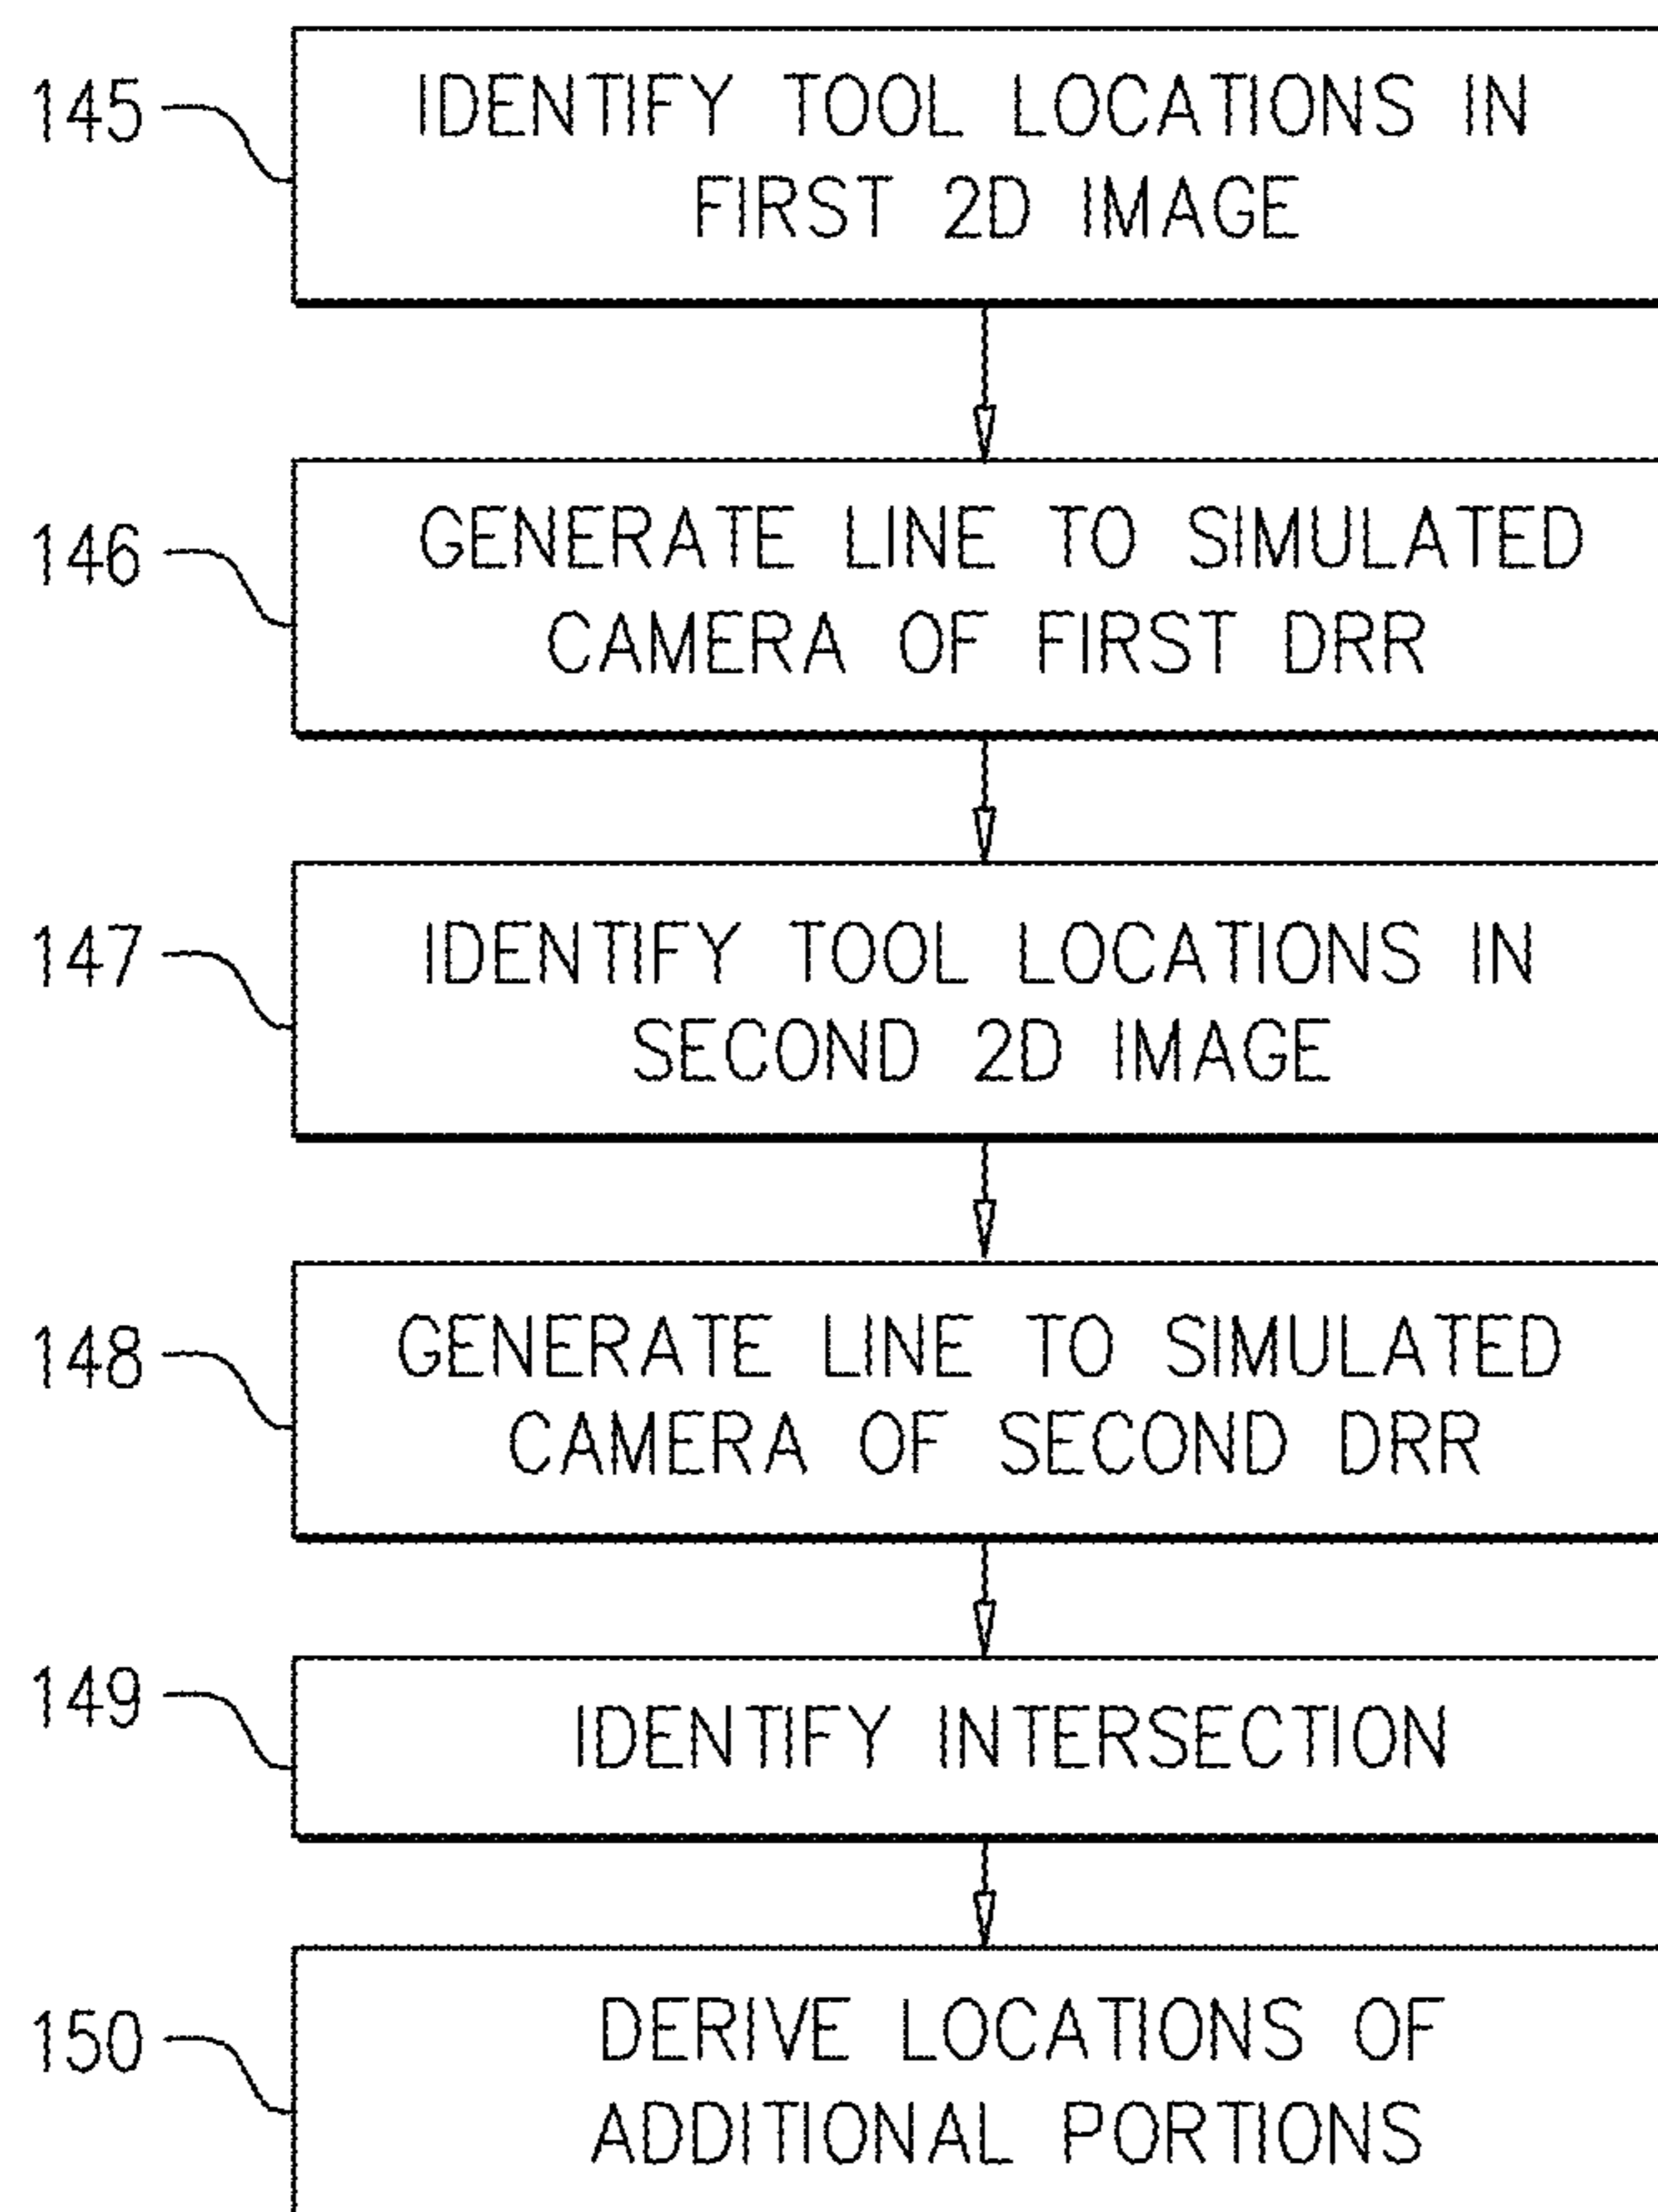 145
IDENTIFY TOOL LOCATIONS IN
FIRST 2D IMAGE
146
GENERATE LINE TO SIMULATED
CAMERA OF FIRST DRR
147
IDENTIFY TOOL LOCATIONS IN
SECOND 2D IMAGE
148
GENERATE LINE TO SIMULATED
CAMERA OF SECOND DRR
149
IDENTIFY INTERSECTION
150
DERIVE LOCATIONS OF
ADDITIONAL PORTIONS